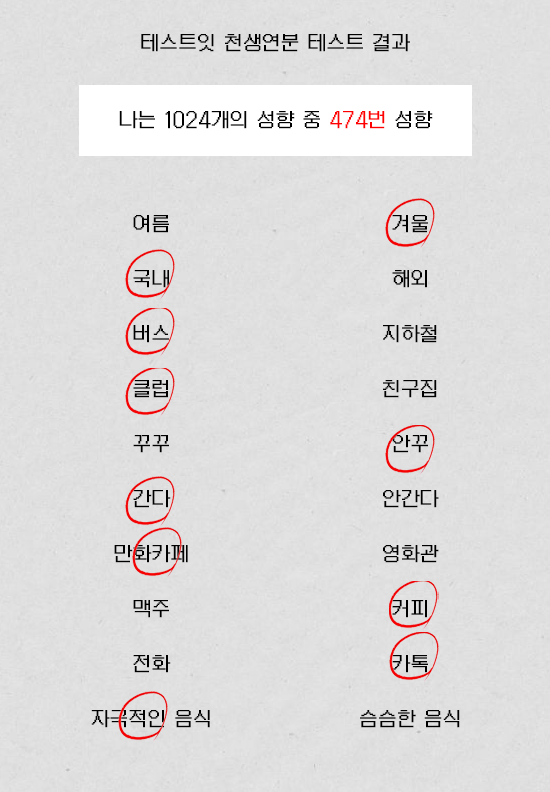 테스트잇 천생연분 테스트 결과
나는 1024개의 성향 중 474번 성향
여름 겨울
국내 해외
버스 지하철
클럽 친구집
꾸꾸 안꾸
간다 안간다
만화카페 영화관
맥주 커피
전화 카톡
자극적인 음식 슴슴한 음식